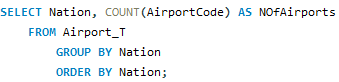 SELECT Nation, COUNT(AirportCode) AS NOfAirports
FROM Airport_T
GROUP BY Nation
ORDER BY Nation;